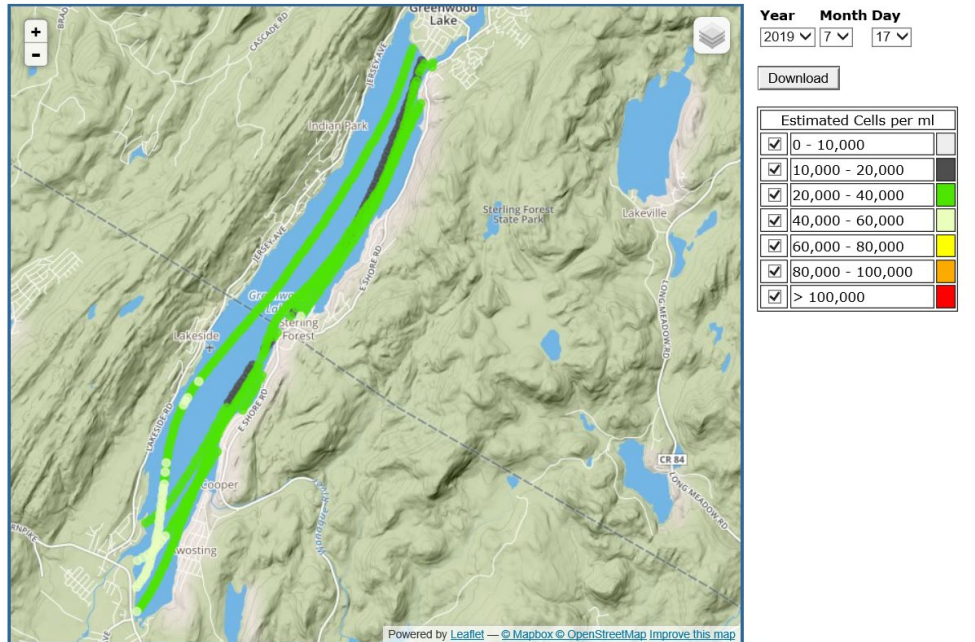 Greenwood
Lake
BRAD
CASCADE RD
JERSEY AVE
+
-
Indian Park
Sterling Forest
State Park
Lakeville
JERSEY AVE
E SHORE RD
LONG MEADOW RD
Sterling
Forest
Lakeside
LAKESIDE RD
E SHORE RD
CR 84
LONG MEADOW RD
Cooper
RNPIKE
wosting
AVE
Powered by Leaflet — © Mapbox © OpenStreetMap Improve this map
Year Month Day
2019 7 17
Download
Estimated Cells per ml
0 - 10,000
10,000 - 20,000
20,000 - 40,000
40,000 - 60,000
60,000 - 80,000
80,000 - 100,000
> 100,000